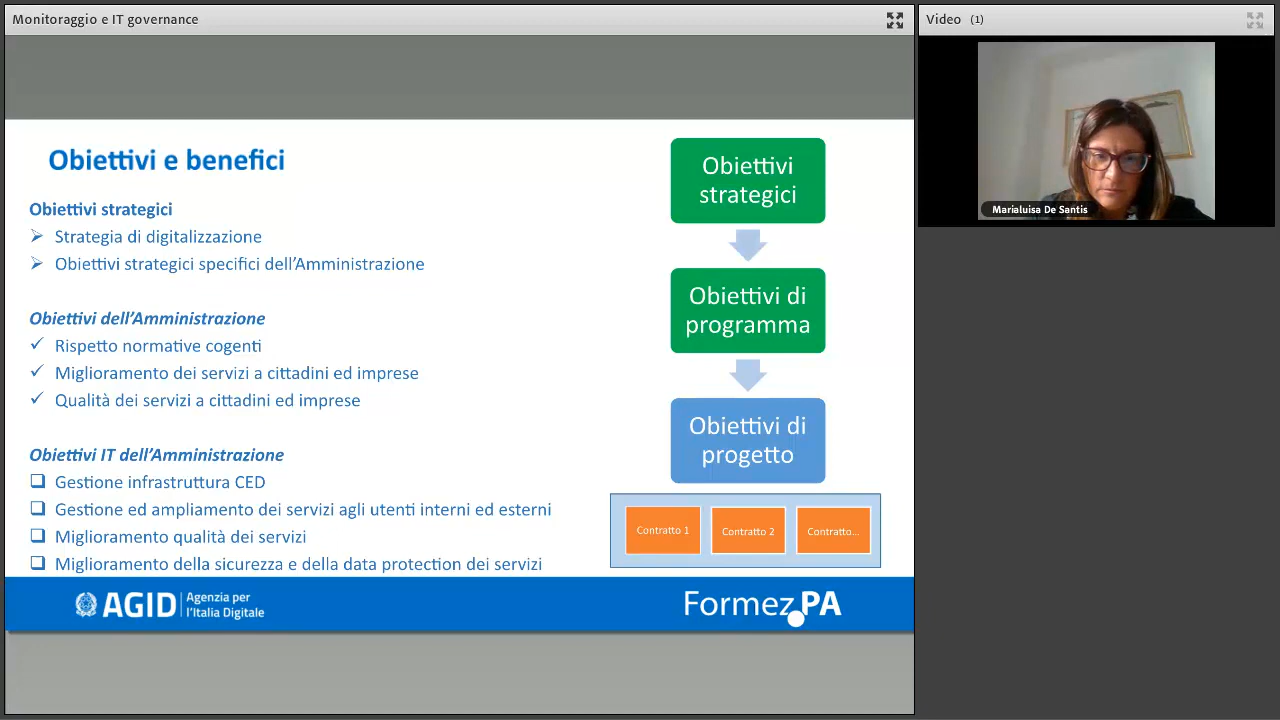 Monitoraggio e IT governance
Video (1)
Marialuisa De Santis
Obiettivi e benefici
Obiettivi strategici
Strategia di digitalizzazione
Obiettivi strategici specifici dell'Amministrazione
Obiettivi dell'Amministrazione
Rispetto normative cogenti
Miglioramento dei servizi a cittadini ed imprese
Qualità dei servizi a cittadini ed imprese
Obiettivi IT dell'Amministrazione
Gestione infrastruttura CED
Gestione ed ampliamento dei servizi agli utenti interni ed esterni
Miglioramento qualità dei servizi
Miglioramento della sicurezza e della data protection dei servizi
Obiettivi
strategici
Obiettivi di
programma
Obiettivi di
progetto
Contratto 1
Contratto 2
Contratto...
AGID
Agenzia per
l'Italia Digitale
Formez.PA